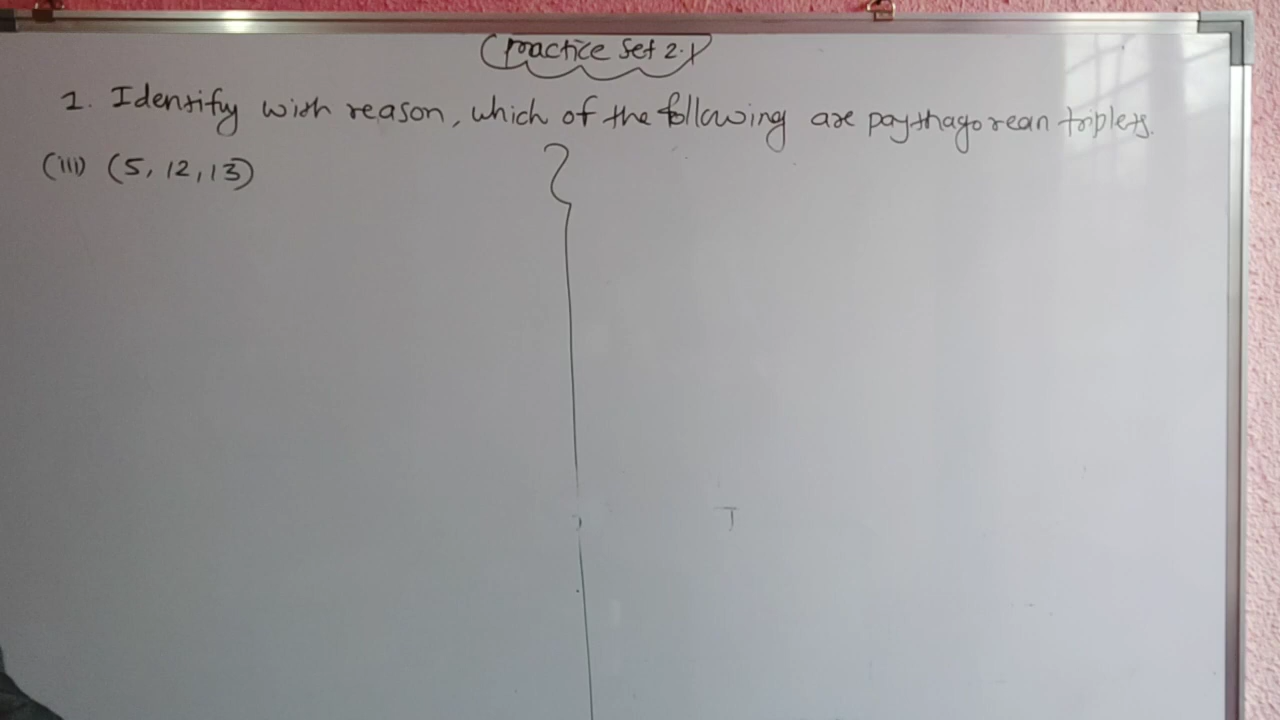 Practice Set 2.1
1. Identify with reason, which of the following are paythagorean triplets.
(iii) (5, 12, 13)